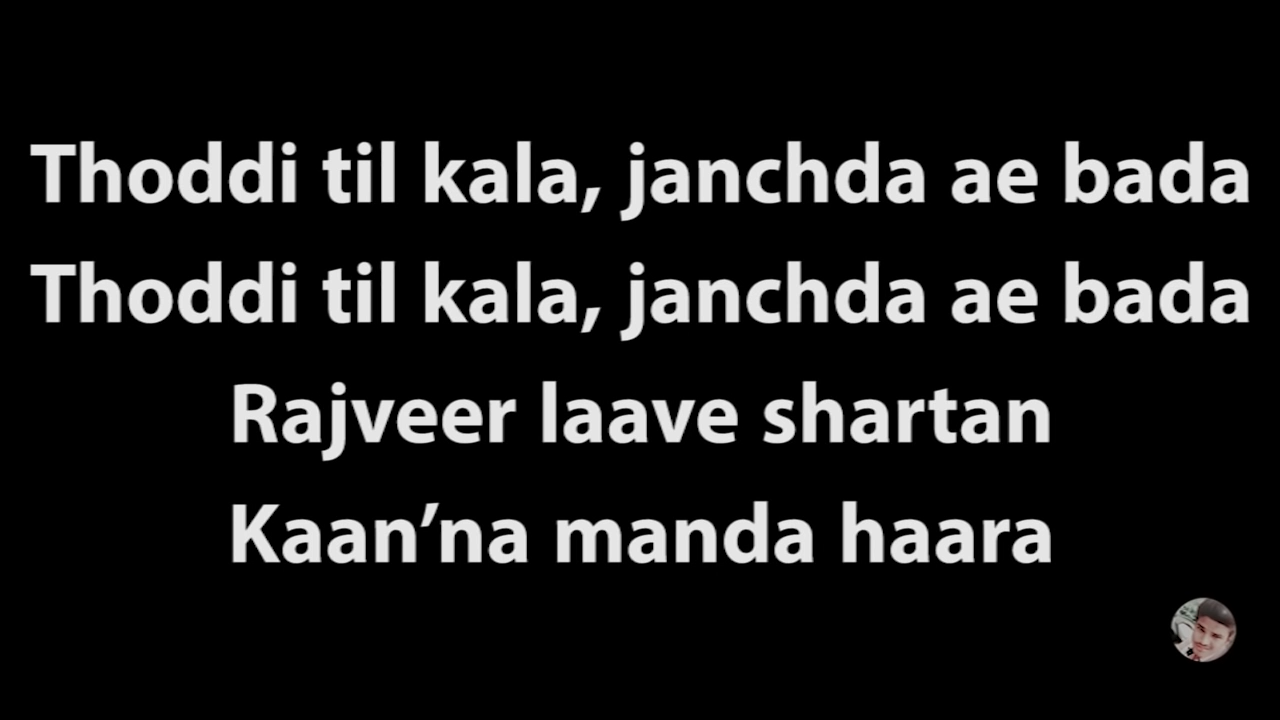 Thoddi til kala, janchda ae bada
Thoddi til kala, janchda ae bada
Rajveer laave shartan
Kaan’na manda haara